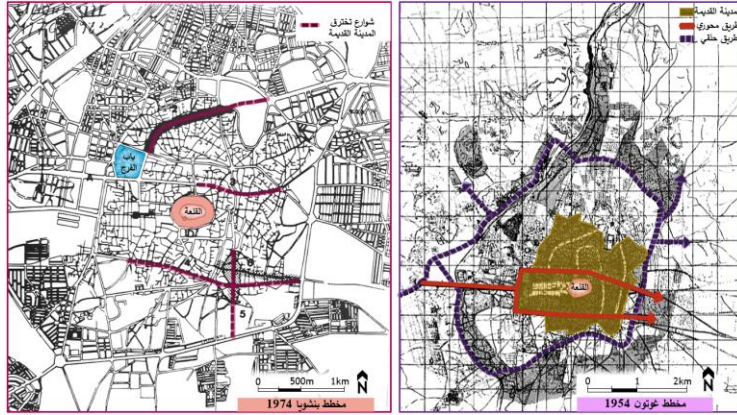 شوارع تخترق
المدينة القديمة
باب
الفرج
القلعة
5
0 500m 1km
N
مخطط بنشويا 1974
المدينة القديمة
طريق محوري
طريق حلقي
القلعة
0 1 2km
N
مخطط غوتون 1954